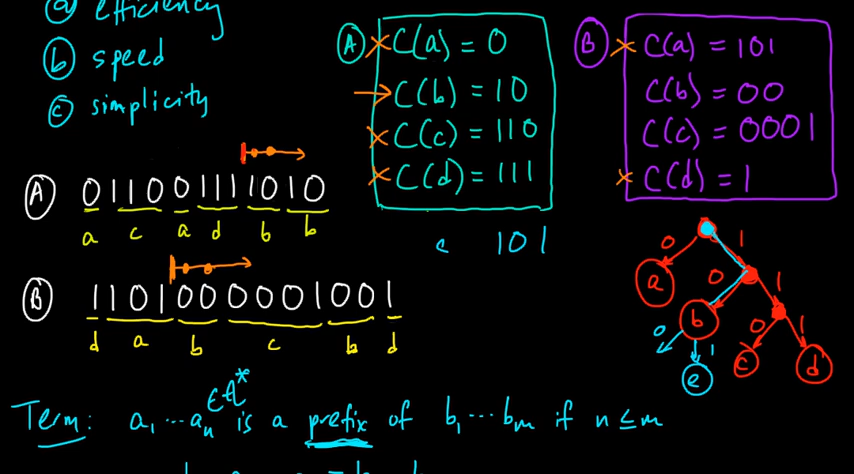 ⓐ efficiency
ⓑ speed
ⓒ simplicity
Ⓐ C(a) = 0
C(b) = 10
C(c) = 110
C(d) = 111
Ⓑ C(a) = 101
C(b) = 00
C(c) = 0001
C(d) = 1
Ⓐ 011001111010
a c a d b b
c 101
Ⓑ 1101000001001
d a b c b d
0 1
a 0 1
b 0 1
0 1 c d
e
Term: a₁ ⋯ aₙ ∈ A* is a prefix of b₁ ⋯ bₘ if n ≤ m